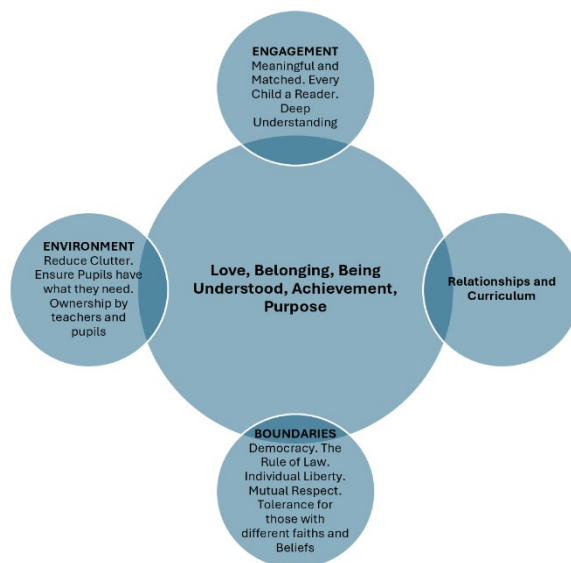 ENGAGEMENT
Meaningful and
Matched. Every
Child a Reader.
Deep
Understanding
ENVIRONMENT
Reduce Clutter.
Ensure Pupils have
what they need.
Ownership by
teachers and
pupils
Love, Belonging, Being
Understood, Achievement,
Purpose
Relationships and
Curriculum
BOUNDARIES
Democracy. The
Rule of Law.
Individual Liberty.
Mutual Respect.
Tolerance for
those with
different faiths and
Beliefs